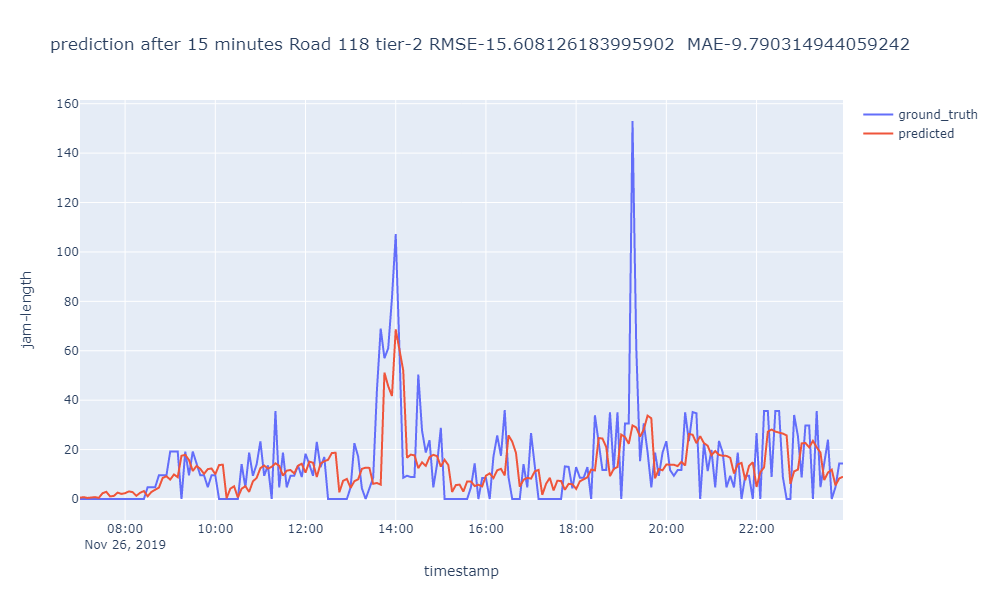 prediction after 15 minutes Road 118 tier-2 RMSE-15.608126183995902 MAE-9.790314944059242
ground_truth
predicted
160
140
120
100
80
60
40
20
0
jam-length
08:00 10:00 12:00 14:00 16:00 18:00 20:00 22:00
Nov 26, 2019
timestamp